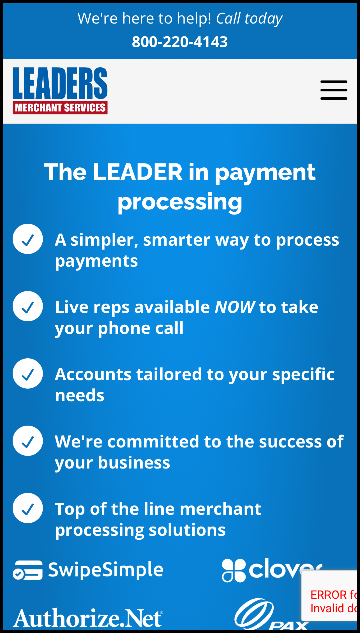 We're here to help! Call today
800-220-4143
LEADERS
MERCHANT SERVICES
The LEADER in payment
processing
A simpler, smarter way to process
payments
Live reps available NOW to take
your phone call
Accounts tailored to your specific
needs
We're committed to the success of
your business
Top of the line merchant
processing solutions
SwipeSimple
clover
ERROR fo
Invalid do
Authorize.Net
PAX